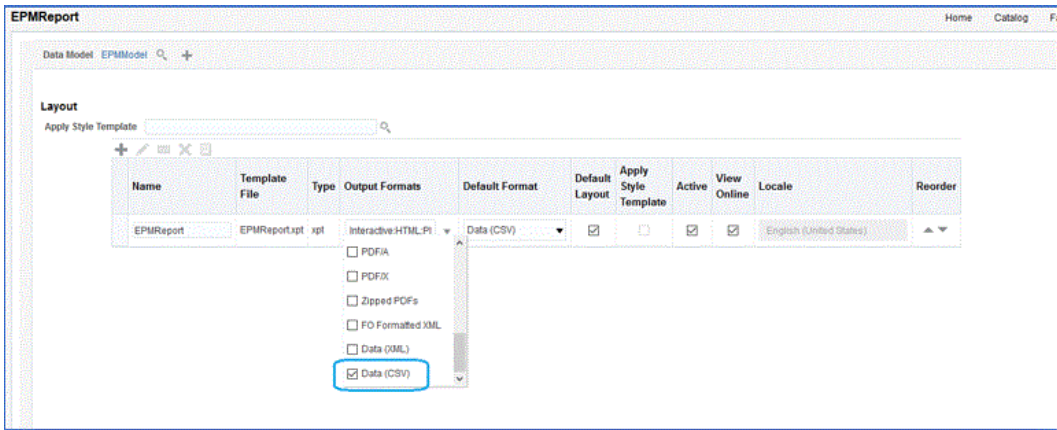 EPMReport
Home Catalog
Data Model EPMModel
Layout
Apply Style Template
Name Template File Type Output Formats Default Format Default Layout Apply Style Template Active View Online Locale Reorder
EPMReport EPMReport.xpt xpt Interactive:HTML:PI Data (CSV) English (United States)
PDF/A
PDF/X
Zipped PDFs
FO Formatted XML
Data (XML)
Data (CSV)